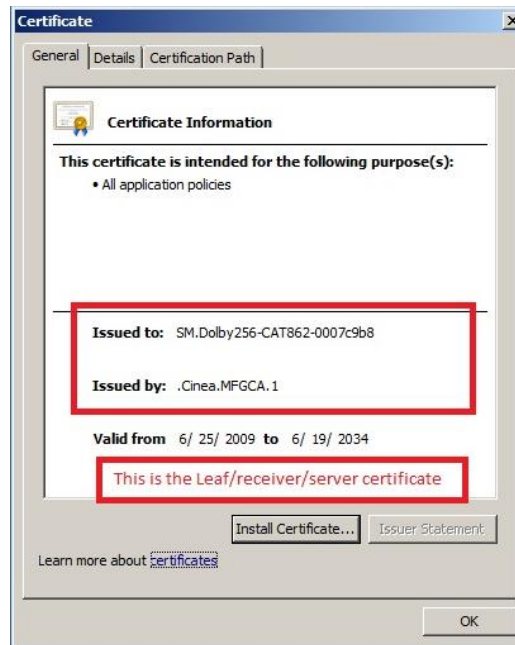 Certificate
General
Details
Certification Path
Certificate Information
This certificate is intended for the following purpose(s):
• All application policies
Issued to: SM.Dolby256-CAT862-0007c9b8
Issued by: .Cinea.MFGCA.1
Valid from 6/ 25/ 2009 to 6/ 19/ 2034
This is the Leaf/receiver/server certificate
Install Certificate...
Issuer Statement
Learn more about certificates
OK